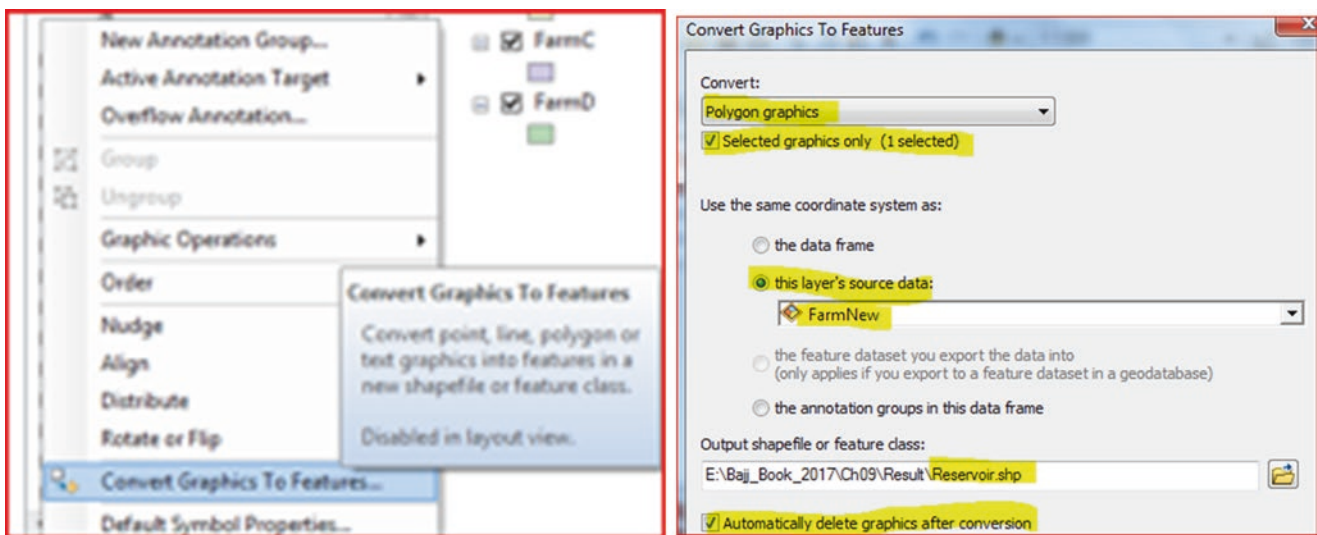 New Annotation Group...
Active Annotation Target
Overflow Annotation...
Group
Ungroup
Graphic Operations
Order
Nudge
Align
Distribute
Rotate or Flip
Convert Graphics To Features...
Default Symbol Properties...
FarmC
FarmD
Convert Graphics To Features
Convert point, line, polygon or
text graphics into features in a
new shapefile or feature class.
Disabled in layout view.
Convert Graphics To Features
Convert:
Polygon graphics
Selected graphics only (1 selected)
Use the same coordinate system as:
the data frame
this layer's source data:
FarmNew
the feature dataset you export the data into
(only applies if you export to a feature dataset in a geodatabase)
the annotation groups in this data frame
Output shapefile or feature class:
E:\Bajj_Book_2017\Ch09\Result\Reservoir.shp
Automatically delete graphics after conversion